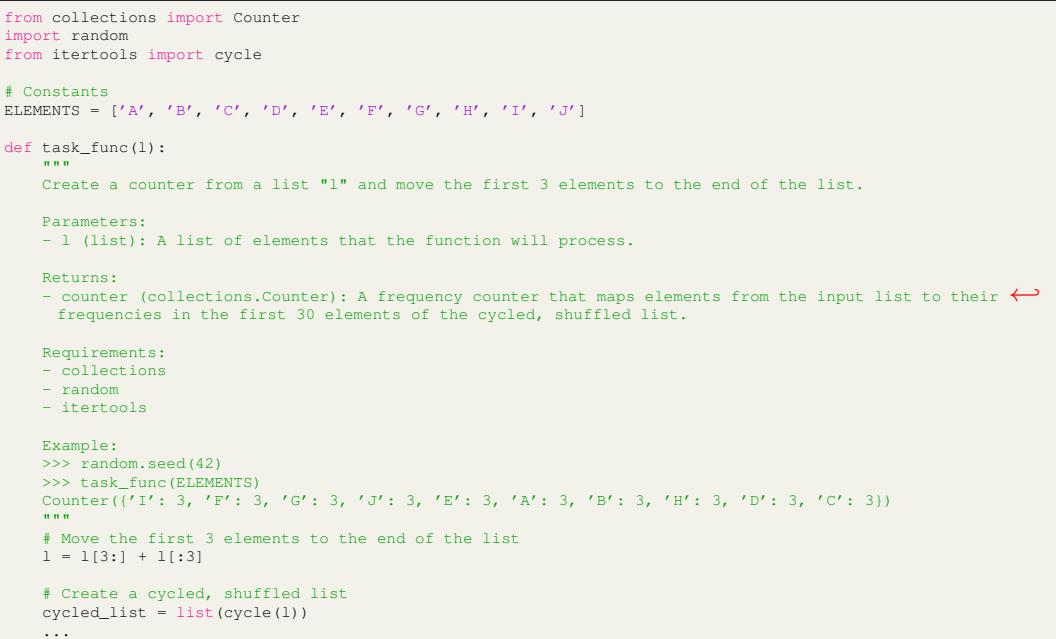 from collections import Counter
import random
from itertools import cycle

# Constants
ELEMENTS = ['A', 'B', 'C', 'D', 'E', 'F', 'G', 'H', 'I', 'J']

def task_func(l):
    """
    Create a counter from a list "l" and move the first 3 elements to the end of the list.

    Parameters:
    - l (list): A list of elements that the function will process.

    Returns:
    - counter (collections.Counter): A frequency counter that maps elements from the input list to their ↩
      frequencies in the first 30 elements of the cycled, shuffled list.

    Requirements:
    - collections
    - random
    - itertools

    Example:
    >>> random.seed(42)
    >>> task_func(ELEMENTS)
    Counter({'I': 3, 'F': 3, 'G': 3, 'J': 3, 'E': 3, 'A': 3, 'B': 3, 'H': 3, 'D': 3, 'C': 3})
    """
    # Move the first 3 elements to the end of the list
    l = l[3:] + l[:3]

    # Create a cycled, shuffled list
    cycled_list = list(cycle(l))
    ...